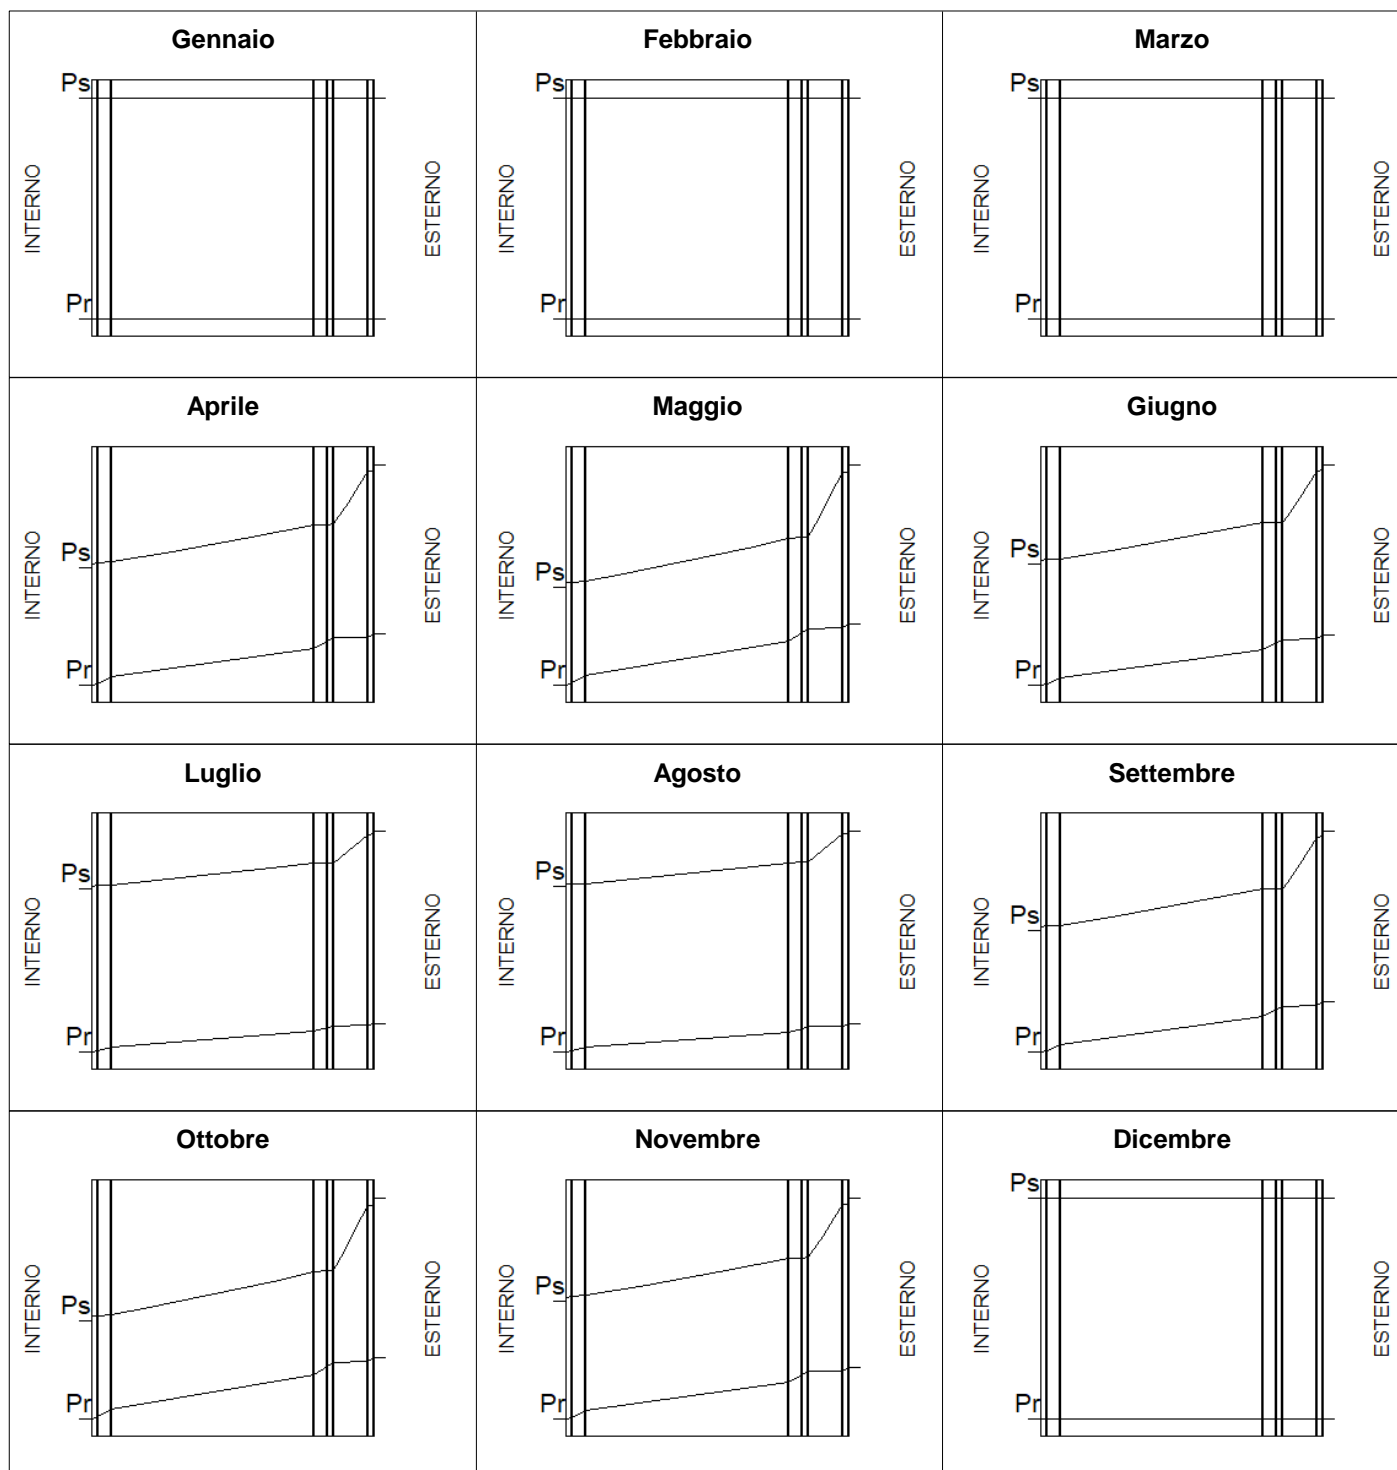 Gennaio
Ps
INTERNO
ESTERNO
Pr
Febbraio
Ps
INTERNO
ESTERNO
Pr
Marzo
Ps
INTERNO
ESTERNO
Pr
Aprile
Ps
INTERNO
ESTERNO
Pr
Maggio
Ps
INTERNO
ESTERNO
Pr
Giugno
Ps
INTERNO
ESTERNO
Pr
Luglio
Ps
INTERNO
ESTERNO
Pr
Agosto
Ps
INTERNO
ESTERNO
Pr
Settembre
Ps
INTERNO
ESTERNO
Pr
Ottobre
Ps
INTERNO
ESTERNO
Pr
Novembre
Ps
INTERNO
ESTERNO
Pr
Dicembre
Ps
INTERNO
ESTERNO
Pr